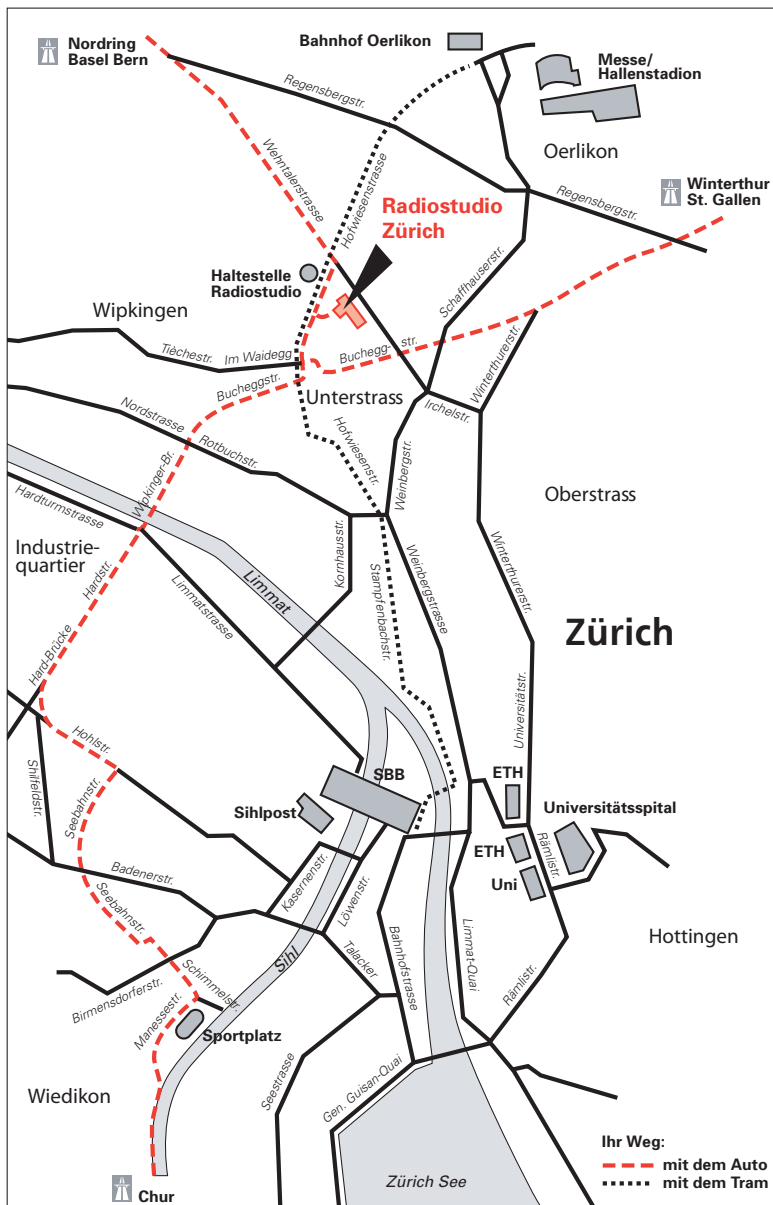 Nordring
Basel Bern
Bahnhof Oerlikon
Messe/
Hallenstadion
Regensbergstr.
Oerlikon
Wehntalerstrasse
Hofwiesenstrasse
Winterthur
St. Gallen
Regensbergstr.
Radiostudio
Zürich
Haltestelle
Radiostudio
Schaffhauserstr.
Wipkingen
Tièchestr.
Im Waidegg
Buchegg-
str.
Bucheggstr.
Winterthurerstr.
Unterstrass
Irchelstr.
Nordstrasse
Rotbuchstr.
Hofwiesenstr.
Weinbergstr.
Oberstrass
Wipkinger-Br.
Hardturmstrasse
Industrie-
quartier
Hardstr.
Limmatstrasse
Limmat
Kornhausstr.
Stampfenbachstr.
Weinbergstrasse
Winterthurerstr.
Zürich
Hard-Brücke
Hohlstr.
Universitätstr.
Shilfeldstr.
Seebahnstr.
SBB
ETH
Sihlpost
Universitätsspital
ETH
Rämlistr.
Uni
Badenerstr.
Kasernenstr.
Löwenstr.
Seebahnstr.
Sihl
Talacker
Bahnhofstrasse
Limmat-Quai
Hottingen
Rämlistr.
Birmensdorferstr.
Schimmelstr.
Manessestr.
Sportplatz
Wiedikon
Seestrasse
Gen. Guisan-Quai
Zürich See
Chur
Ihr Weg:
mit dem Auto
mit dem Tram